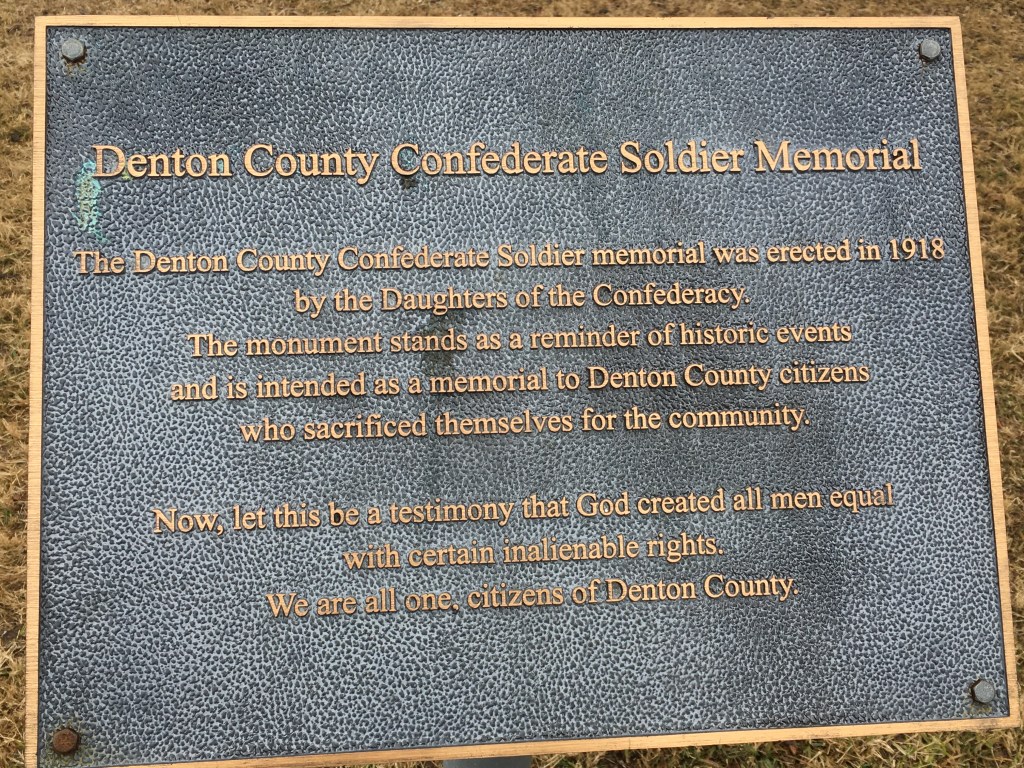 Denton County Confederate Soldier Memorial
The Denton County Confederate Soldier memorial was erected in 1918
by the Daughters of the Confederacy.
The monument stands as a reminder of historic events
and is intended as a memorial to Denton County citizens
who sacrificed themselves for the community.
Now, let this be a testimony that God created all men equal
with certain inalienable rights.
We are all one, citizens of Denton County.